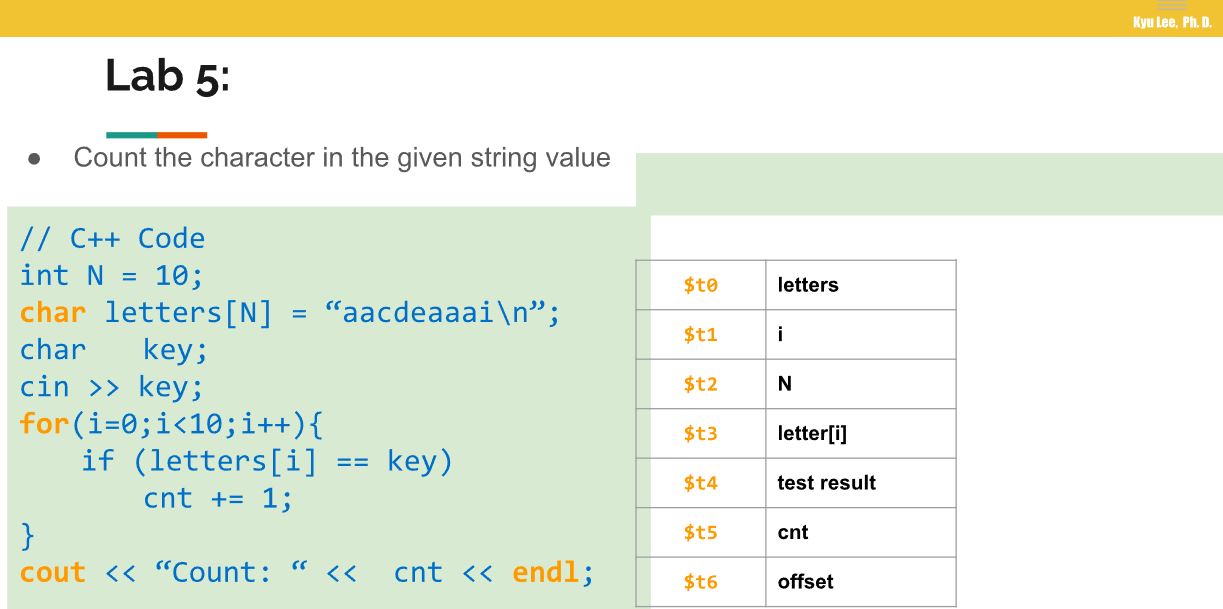 Kyu Lee, Ph. D.
Lab 5:
● Count the character in the given string value
// C++ Code
int N = 10;
char letters[N] = “aacdeaaai\n”;
char   key;
cin >> key;
for(i=0;i<10;i++){
    if (letters[i] == key)
        cnt += 1;
}
cout << “Count: “ <<  cnt << endl;
$t0 letters
$t1 i
$t2 N
$t3 letter[i]
$t4 test result
$t5 cnt
$t6 offset